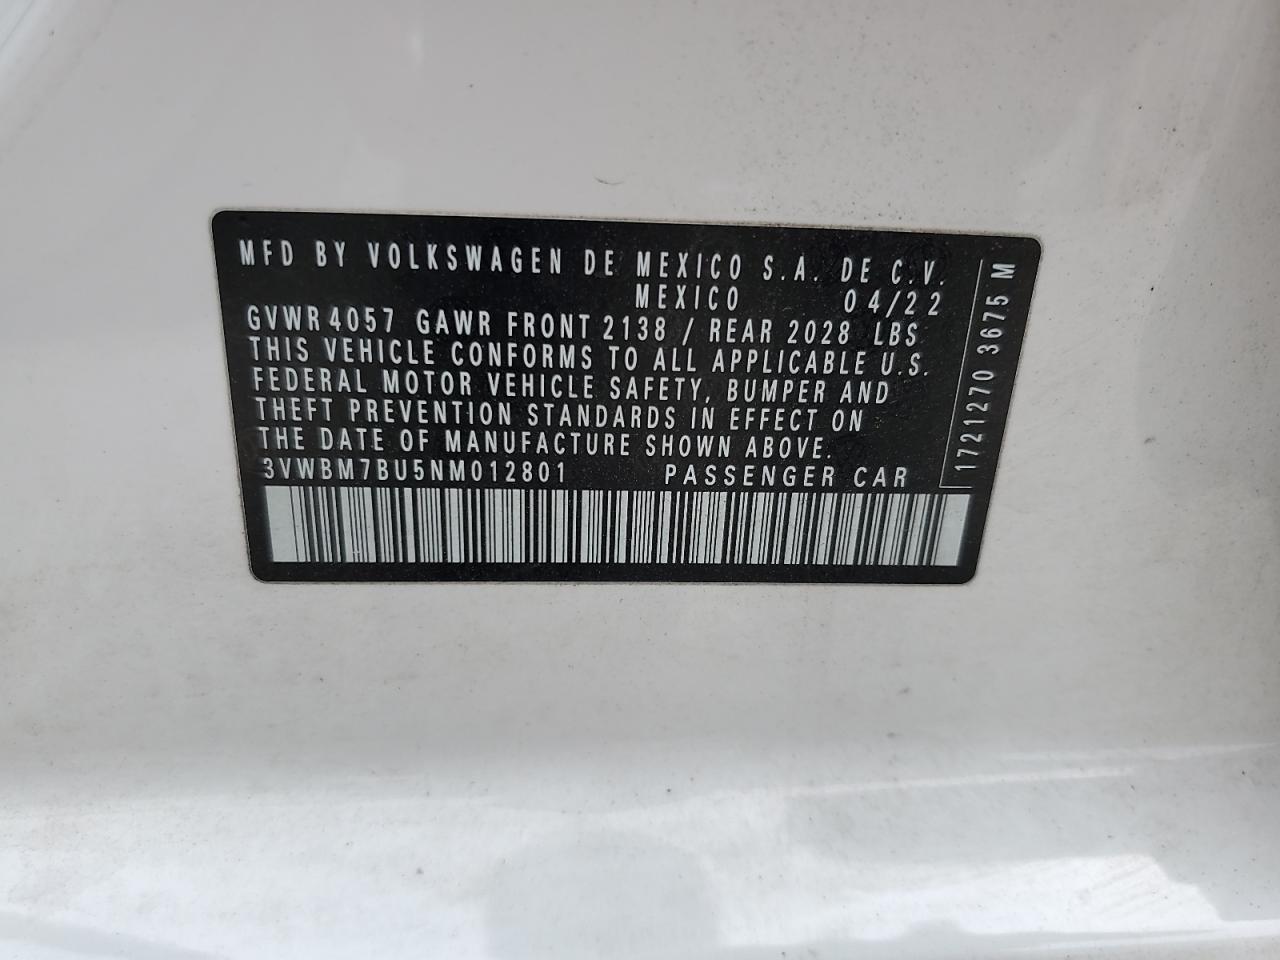 MFD BY VOLKSWAGEN DE MEXICO S.A. DE C.V.
MEXICO 04/22
GVWR 4057 GAWR FRONT 2138 / REAR 2028 LBS
THIS VEHICLE CONFORMS TO ALL APPLICABLE U.S.
FEDERAL MOTOR VEHICLE SAFETY, BUMPER AND
THEFT PREVENTION STANDARDS IN EFFECT ON
THE DATE OF MANUFACTURE SHOWN ABOVE.
3VWBM7BU5NM012801 PASSENGER CAR
1721270 3675 M